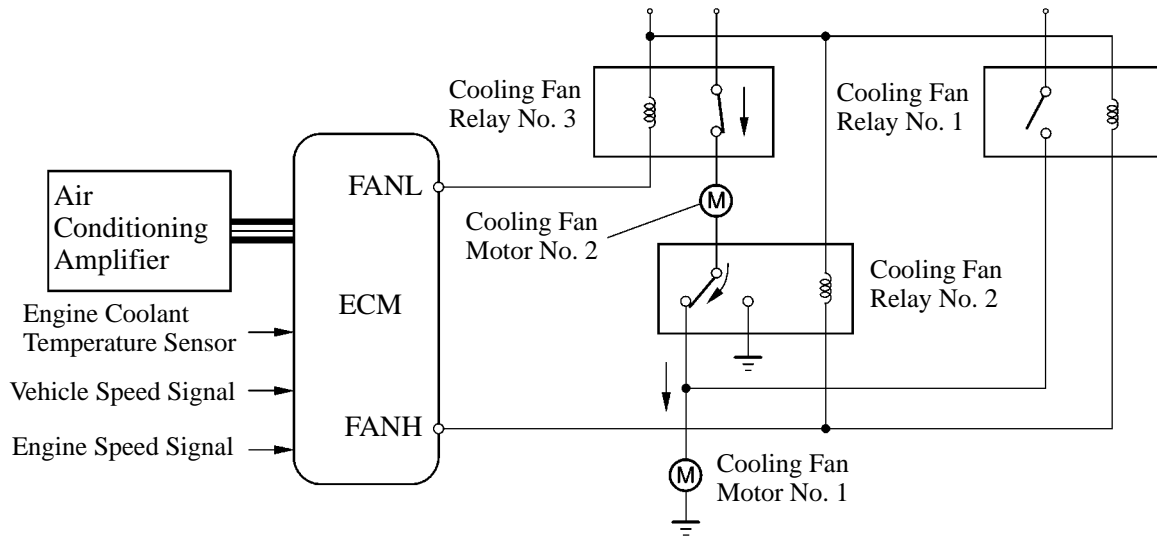 Cooling Fan
Relay No. 3
Cooling Fan
Relay No. 1
Air
Conditioning
Amplifier
FANL
M
Cooling Fan
Motor No. 2
Cooling Fan
Relay No. 2
ECM
Engine Coolant
Temperature Sensor
Vehicle Speed Signal
FANH
Engine Speed Signal
M
Cooling Fan
Motor No. 1